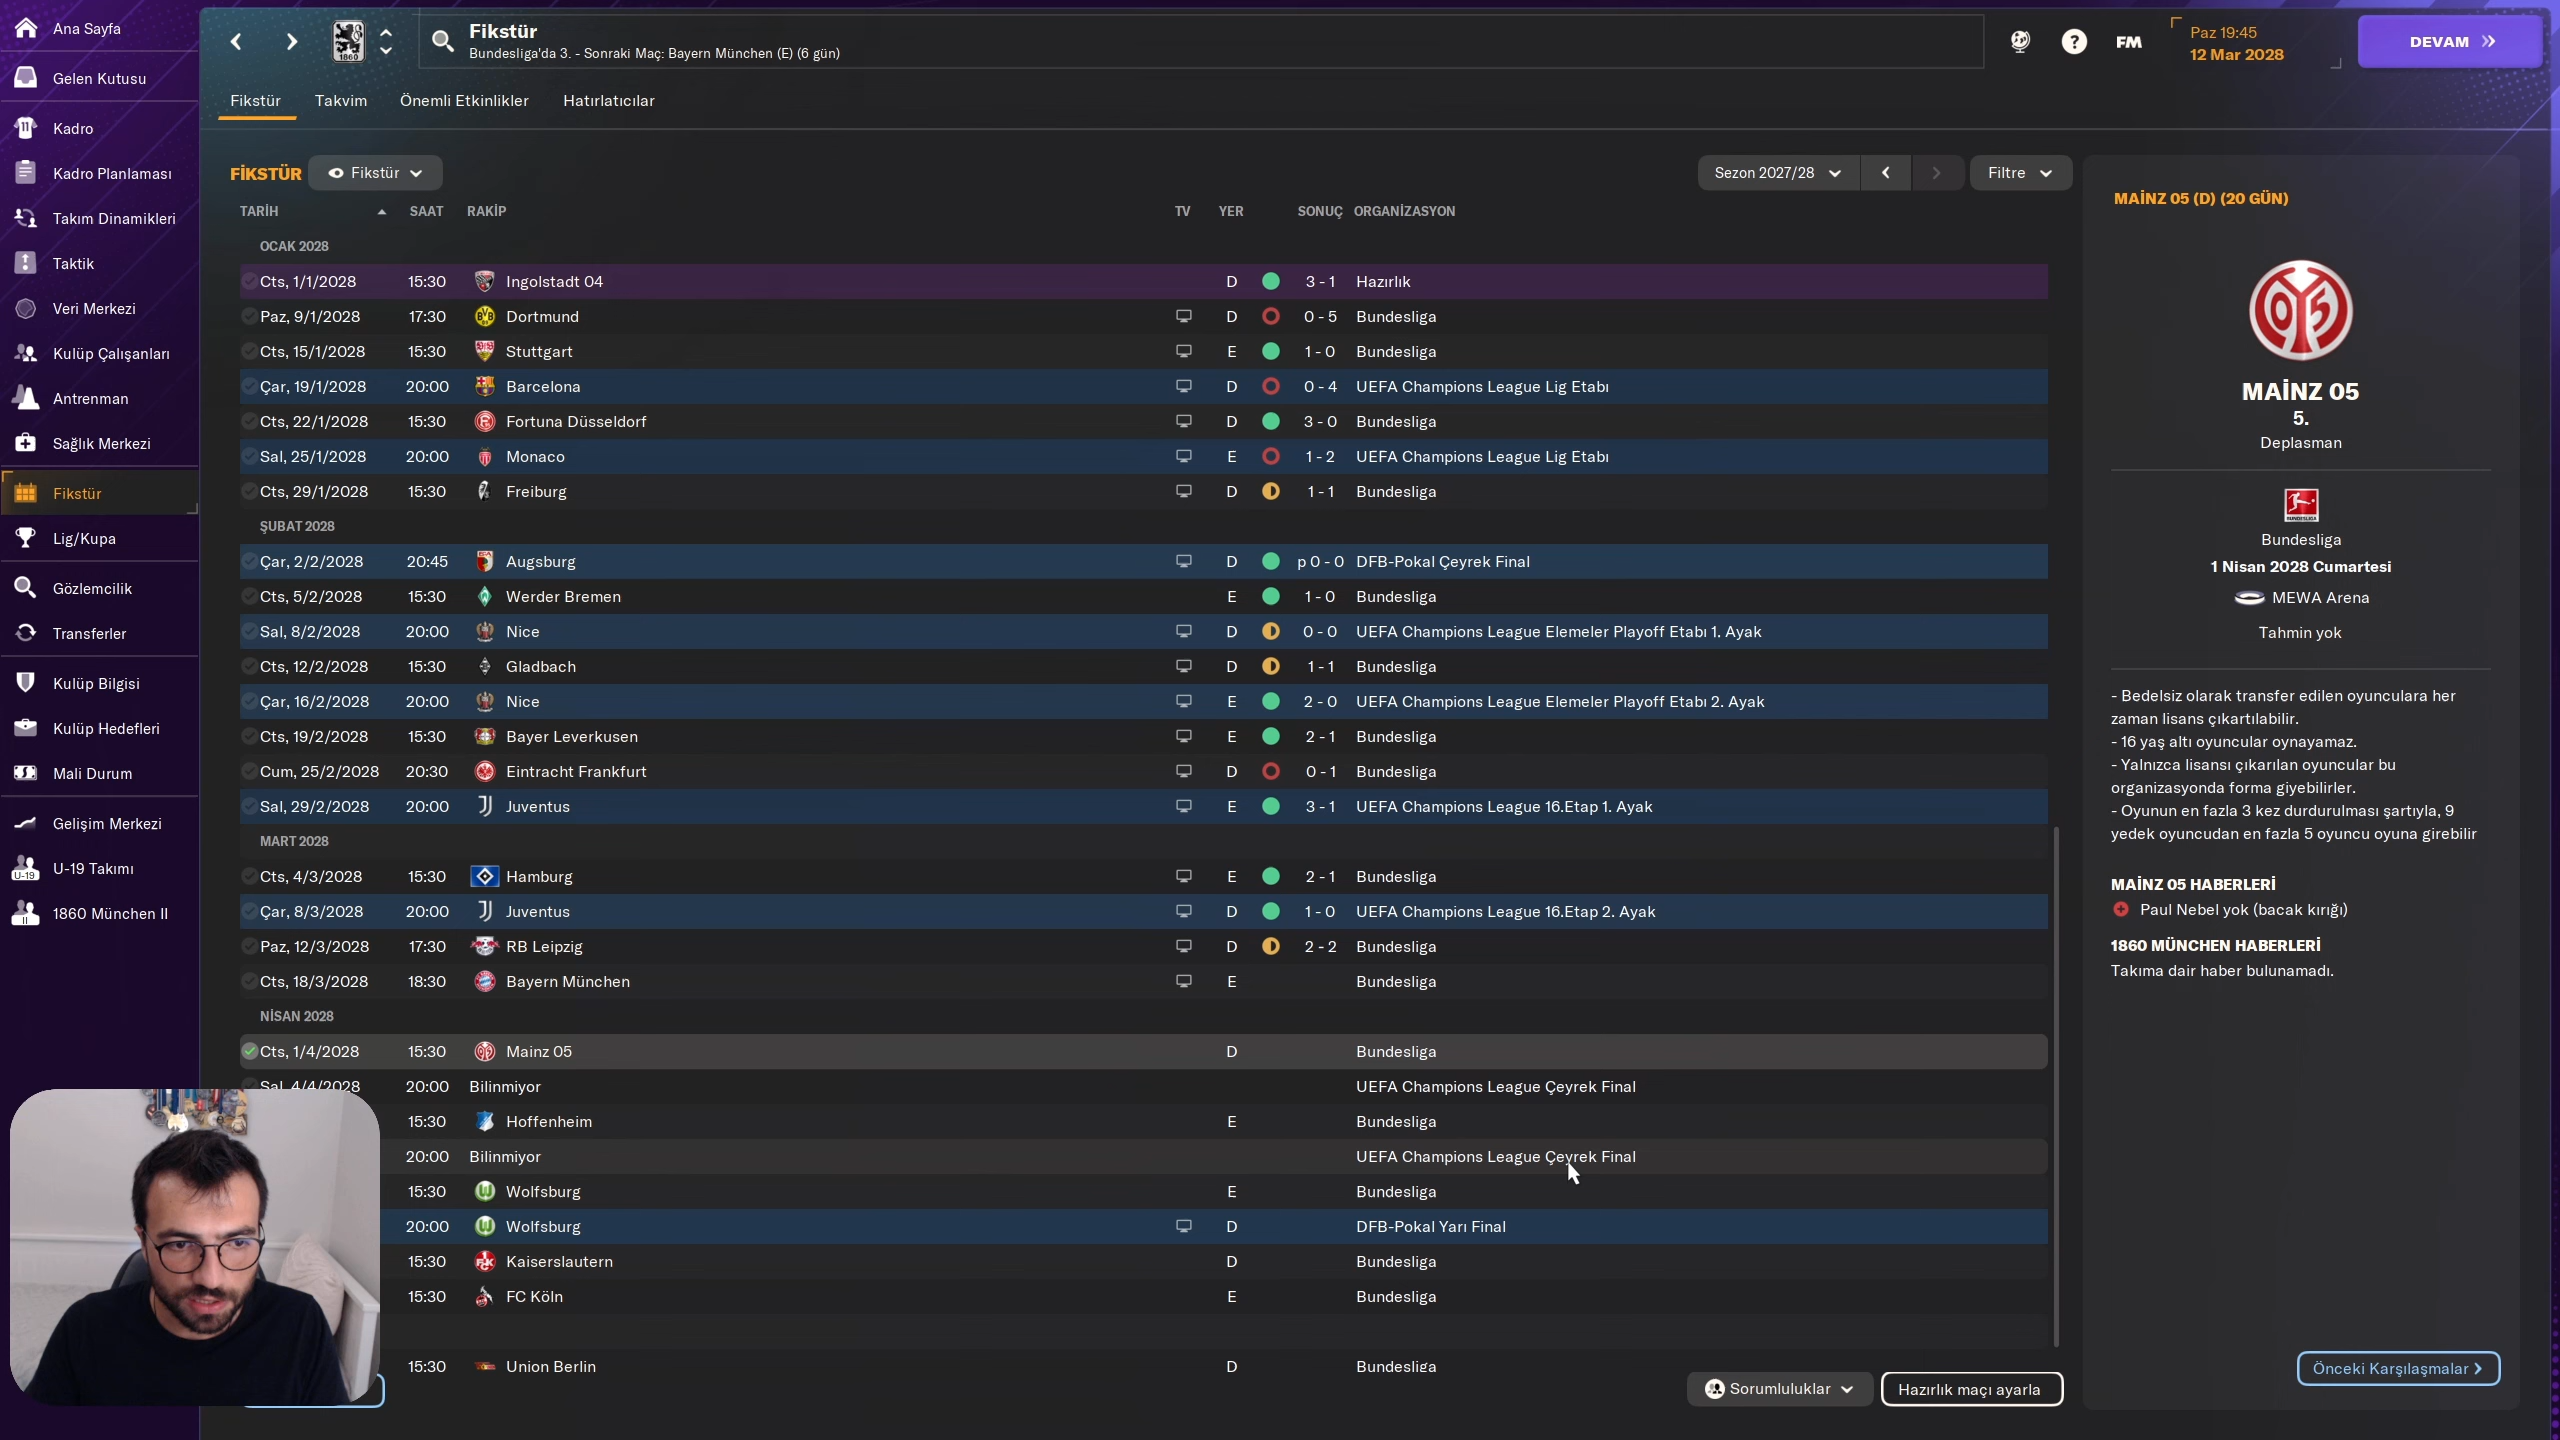 Ana Sayfa
Gelen Kutusu
Kadro
Kadro Planlaması
Takım Dinamikleri
Taktik
Veri Merkezi
Kulüp Çalışanları
Antrenman
Sağlık Merkezi
Fikstür
Lig/Kupa
Gözlemcilik
Transferler
Kulüp Bilgisi
Kulüp Hedefleri
Mali Durum
Gelişim Merkezi
U-19 Takımı
1860 München II
Fikstür
Bundesliga'da 3. - Sonraki Maç: Bayern München (E) (6 gün)
FM
Paz 19:45
12 Mar 2028
DEVAM
Fikstür Takvim Önemli Etkinlikler Hatırlatıcılar
FİKSTÜR Fikstür Sezon 2027/28 Filtre
TARİH SAAT RAKİP TV YER SONUÇ ORGANİZASYON
OCAK 2028
Cts, 1/1/2028 15:30 Ingolstadt 04 D 3 - 1 Hazırlık
Paz, 9/1/2028 17:30 Dortmund D 0 - 5 Bundesliga
Cts, 15/1/2028 15:30 Stuttgart E 1 - 0 Bundesliga
Çar, 19/1/2028 20:00 Barcelona D 0 - 4 UEFA Champions League Lig Etabı
Cts, 22/1/2028 15:30 Fortuna Düsseldorf D 3 - 0 Bundesliga
Sal, 25/1/2028 20:00 Monaco E 1 - 2 UEFA Champions League Lig Etabı
Cts, 29/1/2028 15:30 Freiburg D 1 - 1 Bundesliga
ŞUBAT 2028
Çar, 2/2/2028 20:45 Augsburg D p 0 - 0 DFB-Pokal Çeyrek Final
Cts, 5/2/2028 15:30 Werder Bremen E 1 - 0 Bundesliga
Sal, 8/2/2028 20:00 Nice D 0 - 0 UEFA Champions League Elemeler Playoff Etabı 1. Ayak
Cts, 12/2/2028 15:30 Gladbach D 1 - 1 Bundesliga
Çar, 16/2/2028 20:00 Nice E 2 - 0 UEFA Champions League Elemeler Playoff Etabı 2. Ayak
Cts, 19/2/2028 15:30 Bayer Leverkusen E 2 - 1 Bundesliga
Cum, 25/2/2028 20:30 Eintracht Frankfurt D 0 - 1 Bundesliga
Sal, 29/2/2028 20:00 Juventus E 3 - 1 UEFA Champions League 16.Etap 1. Ayak
MART 2028
Cts, 4/3/2028 15:30 Hamburg E 2 - 1 Bundesliga
Çar, 8/3/2028 20:00 Juventus D 1 - 0 UEFA Champions League 16.Etap 2. Ayak
Paz, 12/3/2028 17:30 RB Leipzig D 2 - 2 Bundesliga
Cts, 18/3/2028 18:30 Bayern München E Bundesliga
NİSAN 2028
Cts, 1/4/2028 15:30 Mainz 05 D Bundesliga
Sal, 4/4/2028 20:00 Bilinmiyor UEFA Champions League Çeyrek Final
15:30 Hoffenheim E Bundesliga
20:00 Bilinmiyor UEFA Champions League Çeyrek Final
15:30 Wolfsburg E Bundesliga
20:00 Wolfsburg D DFB-Pokal Yarı Final
15:30 Kaiserslautern D Bundesliga
15:30 FC Köln E Bundesliga
15:30 Union Berlin D Bundesliga
Sorumluluklar Hazırlık maçı ayarla
MAİNZ 05 (D) (20 GÜN)
MAİNZ 05
5.
Deplasman
Bundesliga
1 Nisan 2028 Cumartesi
MEWA Arena
Tahmin yok
- Bedelsiz olarak transfer edilen oyunculara her
zaman lisans çıkartılabilir.
- 16 yaş altı oyuncular oynayamaz.
- Yalnızca lisansı çıkarılan oyuncular bu
organizasyonda forma giyebilirler.
- Oyunun en fazla 3 kez durdurulması şartıyla, 9
yedek oyuncudan en fazla 5 oyuncu oyuna girebilir
MAİNZ 05 HABERLERİ
Paul Nebel yok (bacak kırığı)
1860 MÜNCHEN HABERLERİ
Takıma dair haber bulunamadı.
Önceki Karşılaşmalar